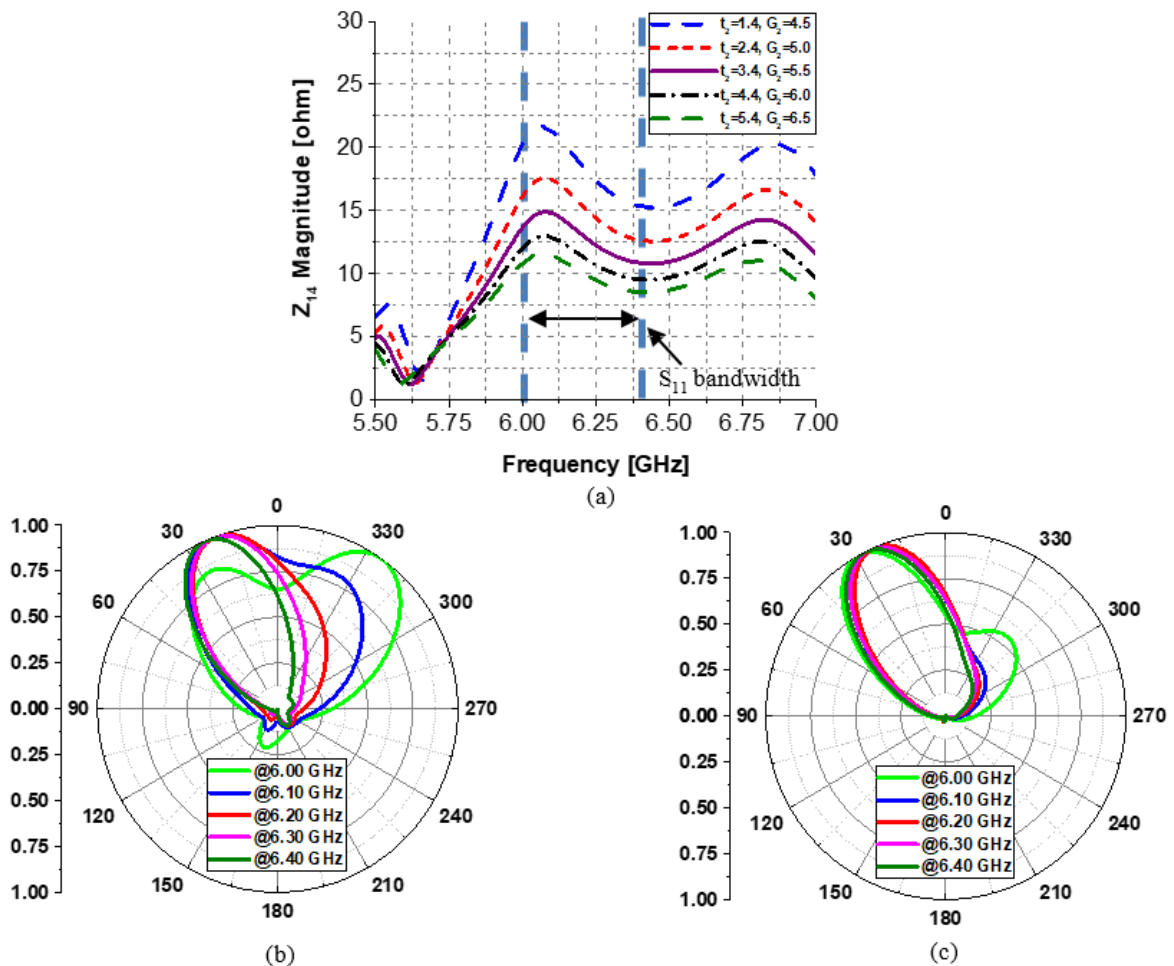 30
25
20
15
10
5
0
Z₁₄ Magnitude [ohm]
t₂=1.4, G₂=4.5
t₂=2.4, G₂=5.0
t₂=3.4, G₂=5.5
t₂=4.4, G₂=6.0
t₂=5.4, G₂=6.5
S₁₁ bandwidth
5.50 5.75 6.00 6.25 6.50 6.75 7.00
Frequency [GHz]
(a)
1.00
0.75
0.50
0.25
0.00
0.25
0.50
0.75
1.00
0
30
330
60
300
90
270
120
240
150
210
180
@6.00 GHz
@6.10 GHz
@6.20 GHz
@6.30 GHz
@6.40 GHz
(b)
1.00
0.75
0.50
0.25
0.00
0.25
0.50
0.75
1.00
0
30
330
60
300
90
270
120
240
150
210
180
@6.00 GHz
@6.10 GHz
@6.20 GHz
@6.30 GHz
@6.40 GHz
(c)